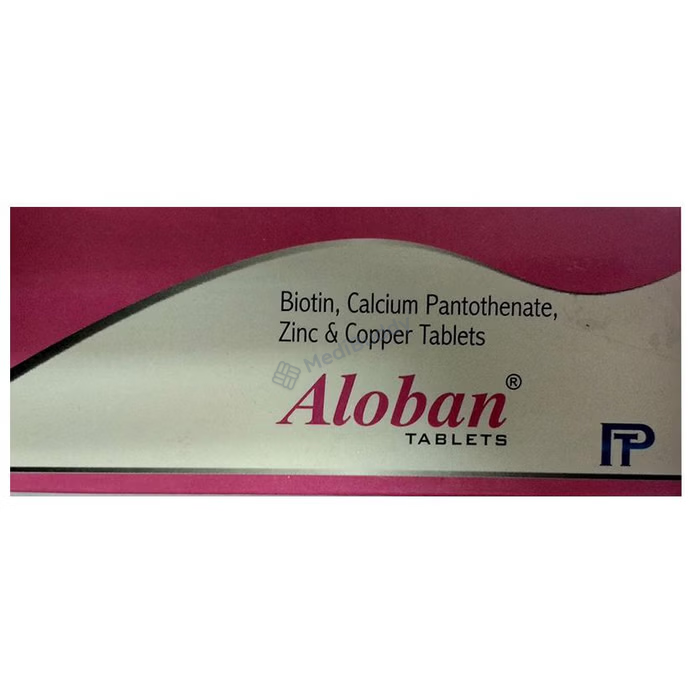 Biotin, Calcium Pantothenate,
Zinc & Copper Tablets
Aloban®
TABLETS